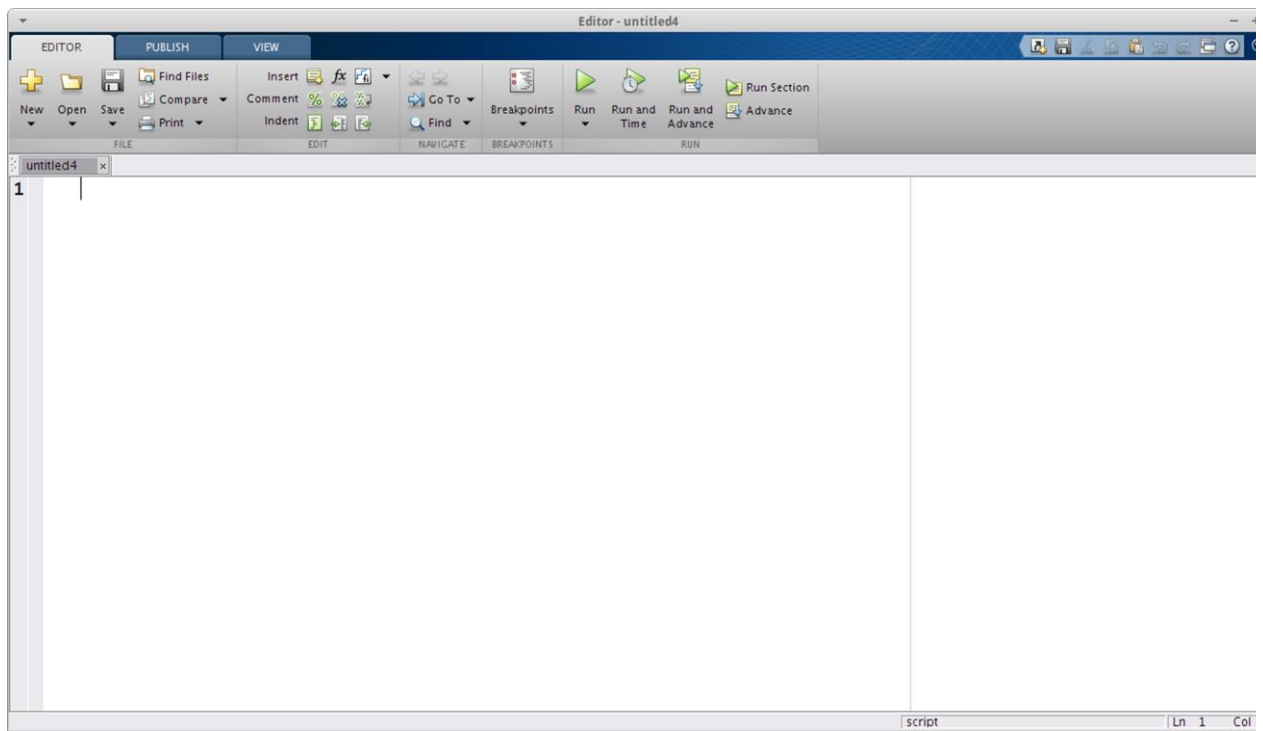 Editor - untitled4
EDITOR PUBLISH VIEW
New Open Save Find Files Compare Print
FILE
Insert fx
Comment %
Indent
EDIT
Go To
Find
NAVIGATE
Breakpoints
BREAKPOINTS
Run Run and Time Run and Advance Run Section Advance
RUN
untitled4
1
script Ln 1 Col